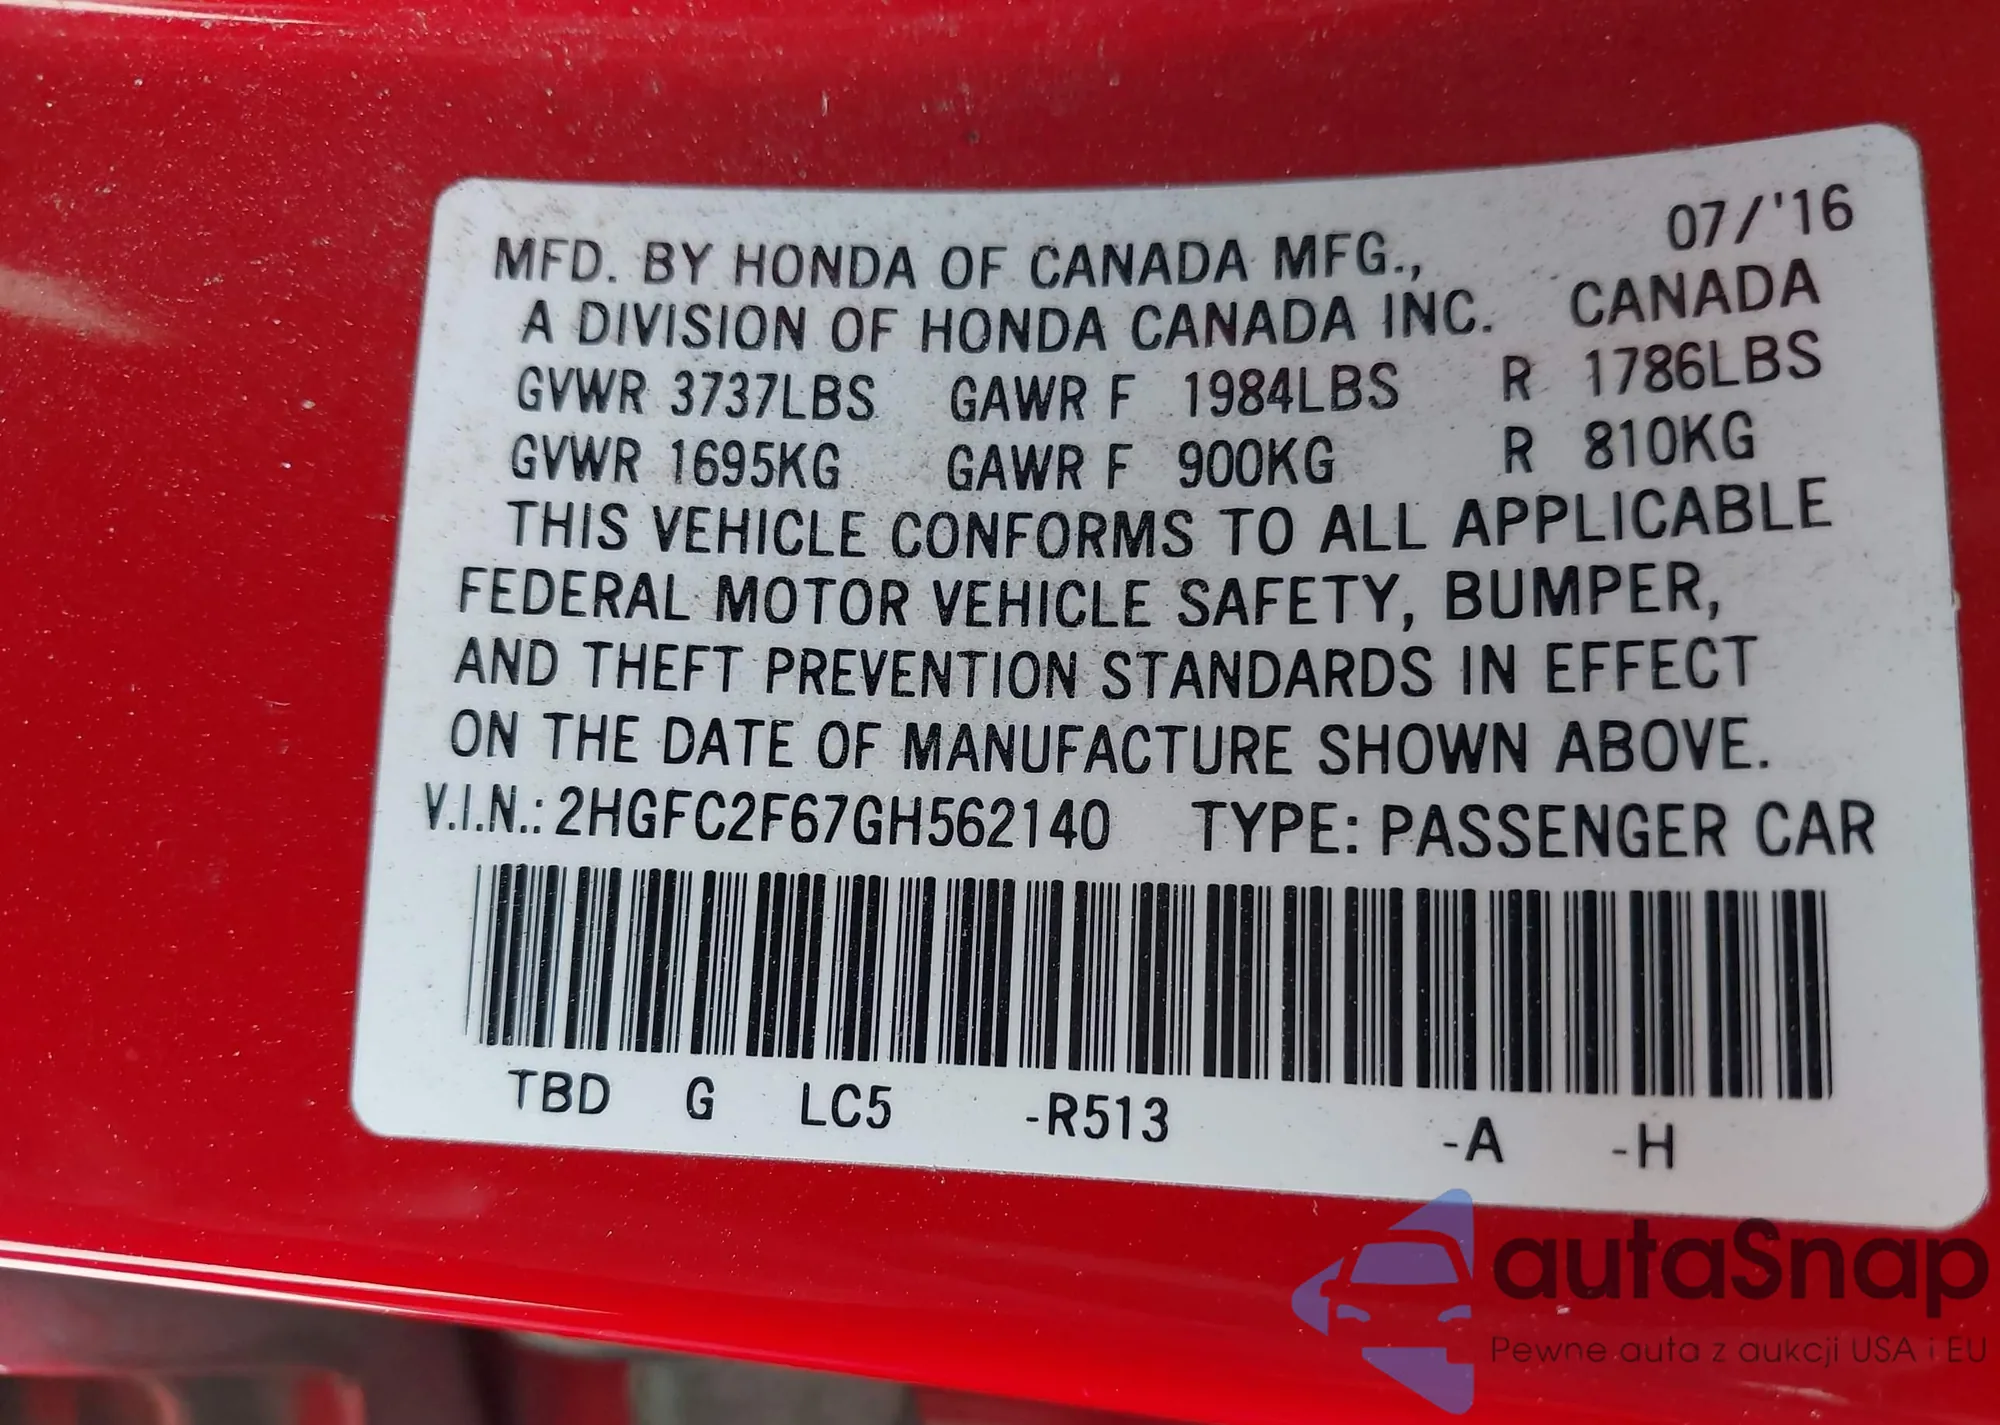 07/'16
MFD. BY HONDA OF CANADA MFG.,
A DIVISION OF HONDA CANADA INC. CANADA
GVWR 3737LBS GAWR F 1984LBS R 1786LBS
GVWR 1695KG GAWR F 900KG R 810KG
THIS VEHICLE CONFORMS TO ALL APPLICABLE
FEDERAL MOTOR VEHICLE SAFETY, BUMPER,
AND THEFT PREVENTION STANDARDS IN EFFECT
ON THE DATE OF MANUFACTURE SHOWN ABOVE.
V.I.N.: 2HGFC2F67GH562140 TYPE: PASSENGER CAR
TBD G LC5 -R513 -A -H
autaSnap
Pewne auta z aukcji USA i EU